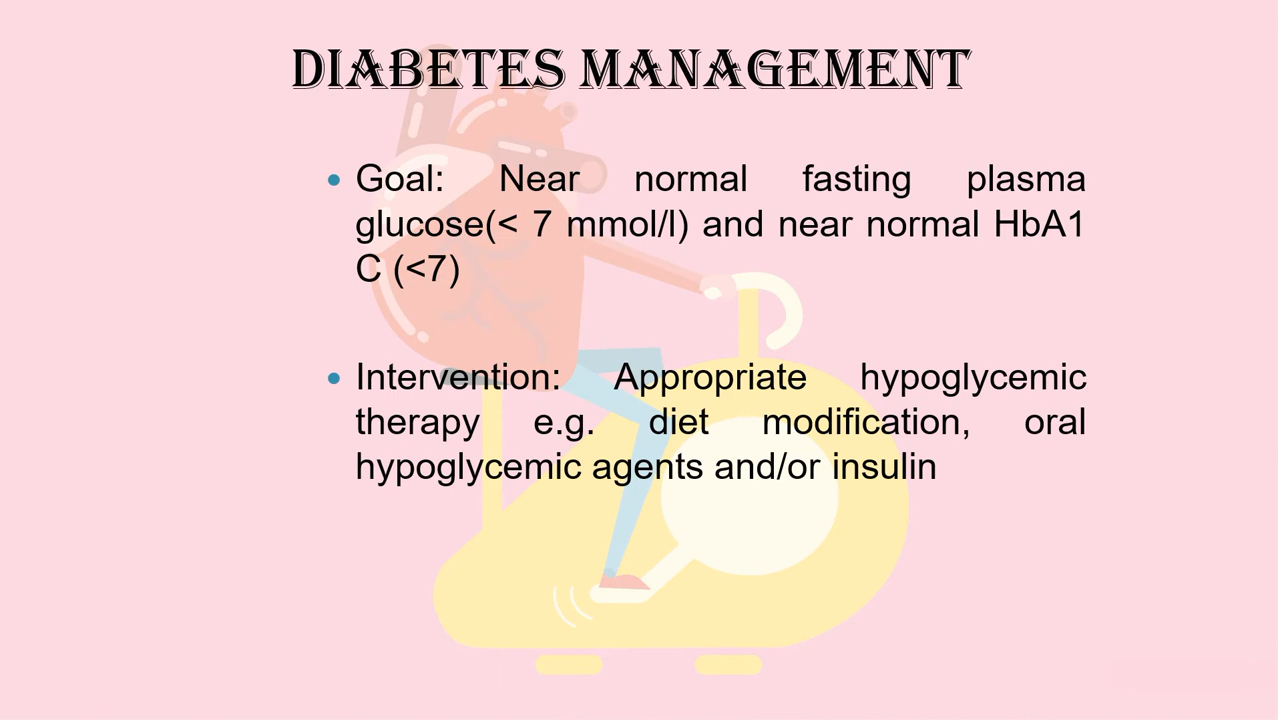 DIABETES MANAGEMENT
• Goal: Near normal fasting plasma
glucose(< 7 mmol/l) and near normal HbA1
C (<7)
• Intervention: Appropriate hypoglycemic
therapy e.g. diet modification, oral
hypoglycemic agents and/or insulin